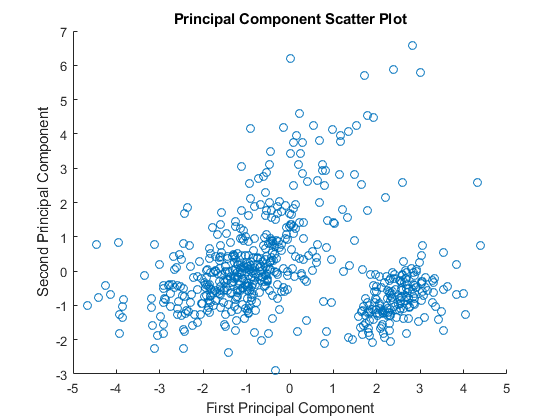 Principal Component Scatter Plot
7
6
5
4
3
2
1
0
-1
-2
-3
Second Principal Component
-5 -4 -3 -2 -1 0 1 2 3 4 5
First Principal Component